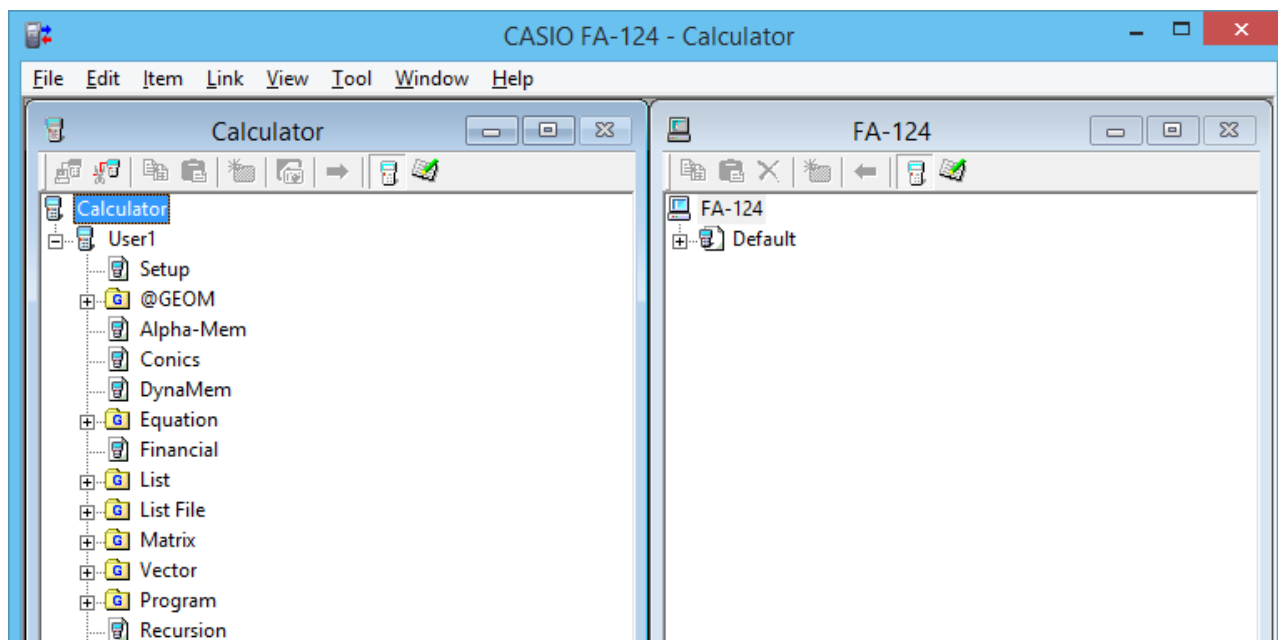 CASIO FA-124 - Calculator
File Edit Item Link View Tool Window Help
Calculator
Calculator
User1
Setup
@GEOM
Alpha-Mem
Conics
DynaMem
Equation
Financial
List
List File
Matrix
Vector
Program
Recursion
FA-124
FA-124
Default